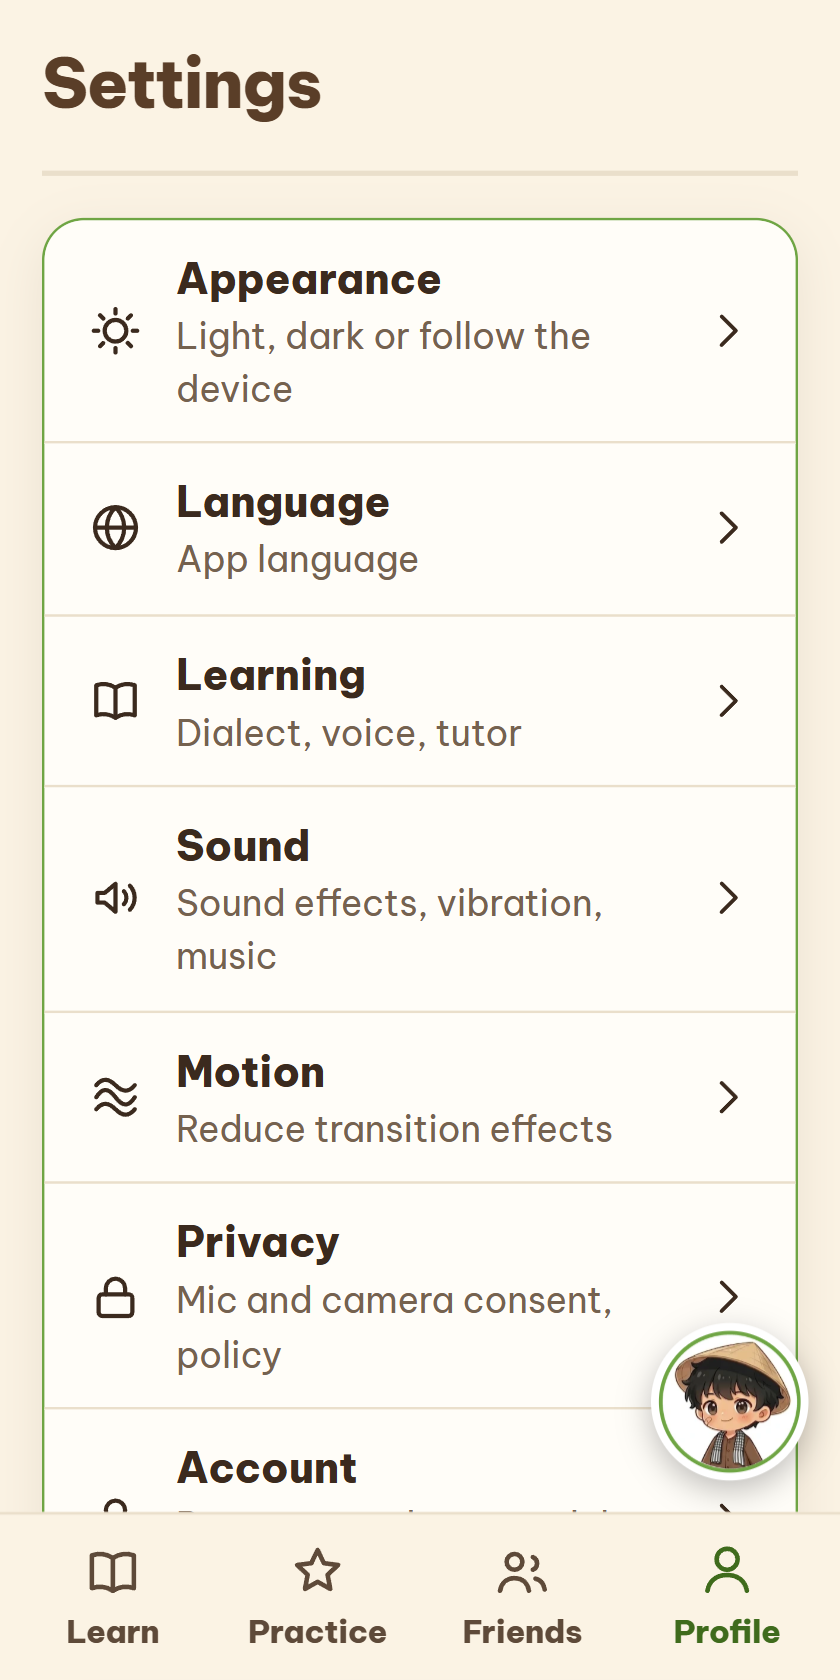 Settings
Appearance
Light, dark or follow the
device
Language
App language
Learning
Dialect, voice, tutor
Sound
Sound effects, vibration,
music
Motion
Reduce transition effects
Privacy
Mic and camera consent,
policy
Account
Learn
Practice
Friends
Profile